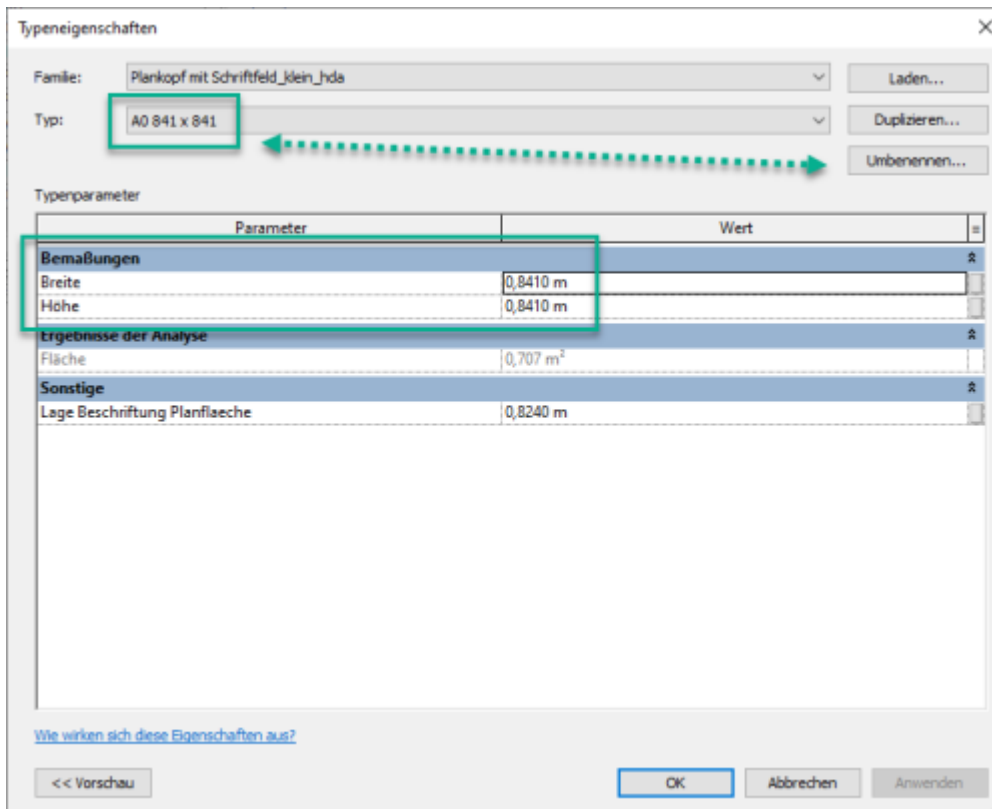 Typeneigenschaften
Familie: Plankopf mit Schriftfeld_klein_hda Laden...
Typ: A0 841 x 841 Duplizieren...
Umbenennen...
Typenparameter
Parameter Wert =
Bemaßungen
Breite 0,8410 m
Höhe 0,8410 m
Ergebnisse der Analyse
Fläche 0,707 m²
Sonstige
Lage Beschriftung Planflaeche 0,8240 m
Wie wirken sich diese Eigenschaften aus?
<< Vorschau OK Abbrechen Anwenden